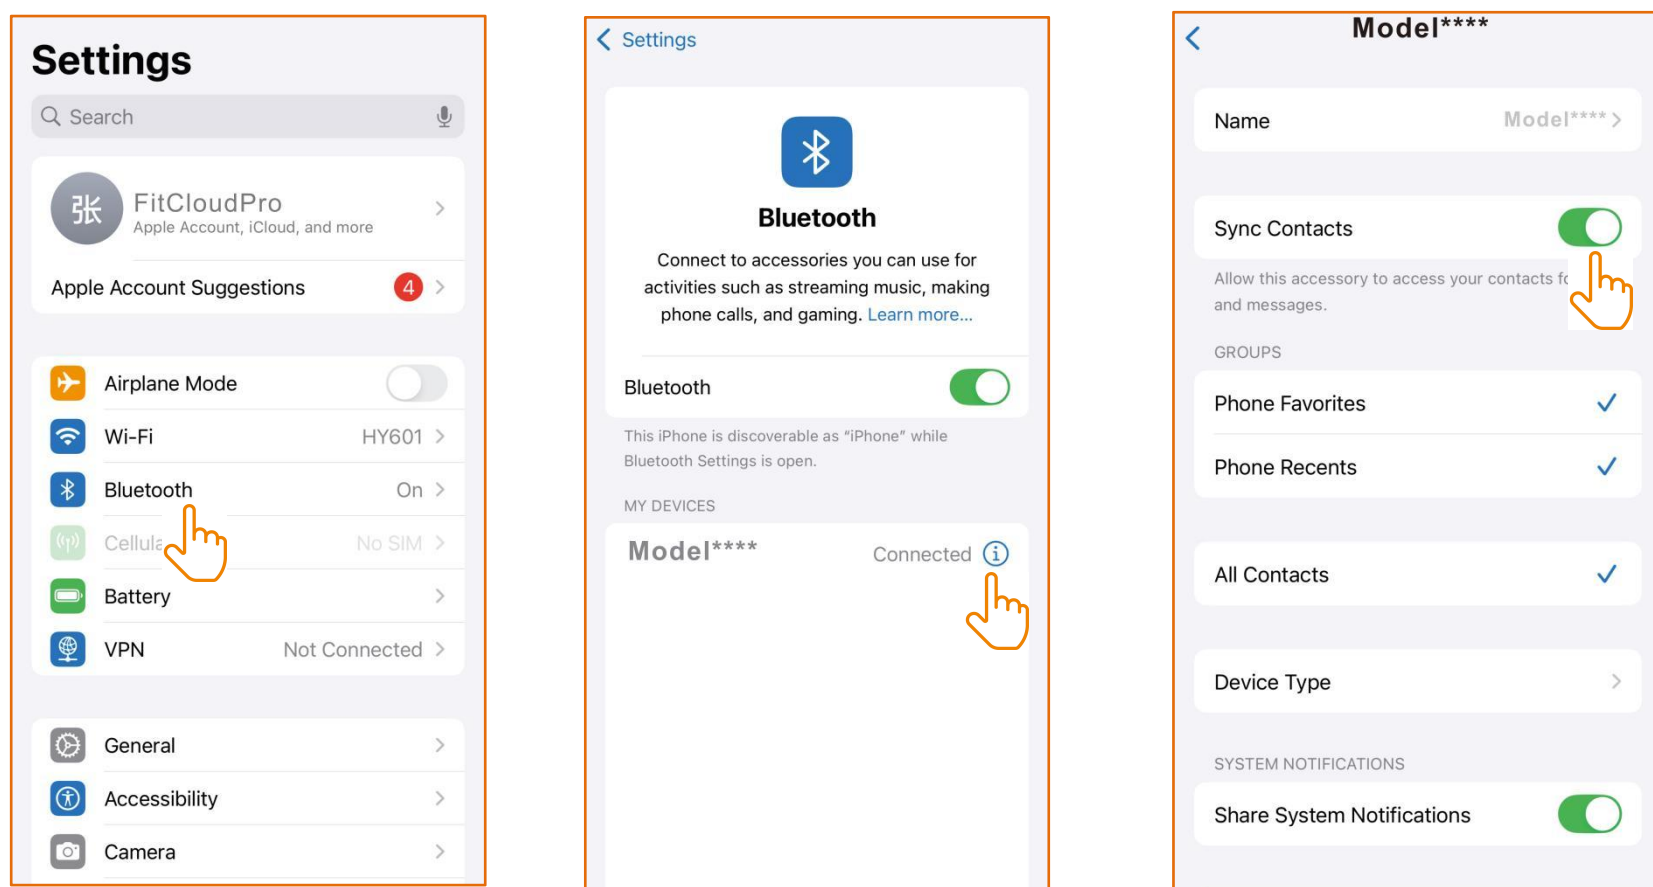 Settings
Search
张
FitCloudPro
Apple Account, iCloud, and more
Apple Account Suggestions 4
Airplane Mode
Wi-Fi HY601
Bluetooth On
No SIM
Battery
VPN Not Connected
General
Accessibility
Camera
Settings
Bluetooth
Connect to accessories you can use for
activities such as streaming music, making
phone calls, and gaming. Learn more...
Bluetooth
This iPhone is discoverable as “iPhone” while
Bluetooth Settings is open.
MY DEVICES
Model**** Connected
Model****
Name Model****
Sync Contacts
Allow this accessory to access your contacts
and messages.
GROUPS
Phone Favorites
Phone Recents
All Contacts
Device Type
SYSTEM NOTIFICATIONS
Share System Notifications